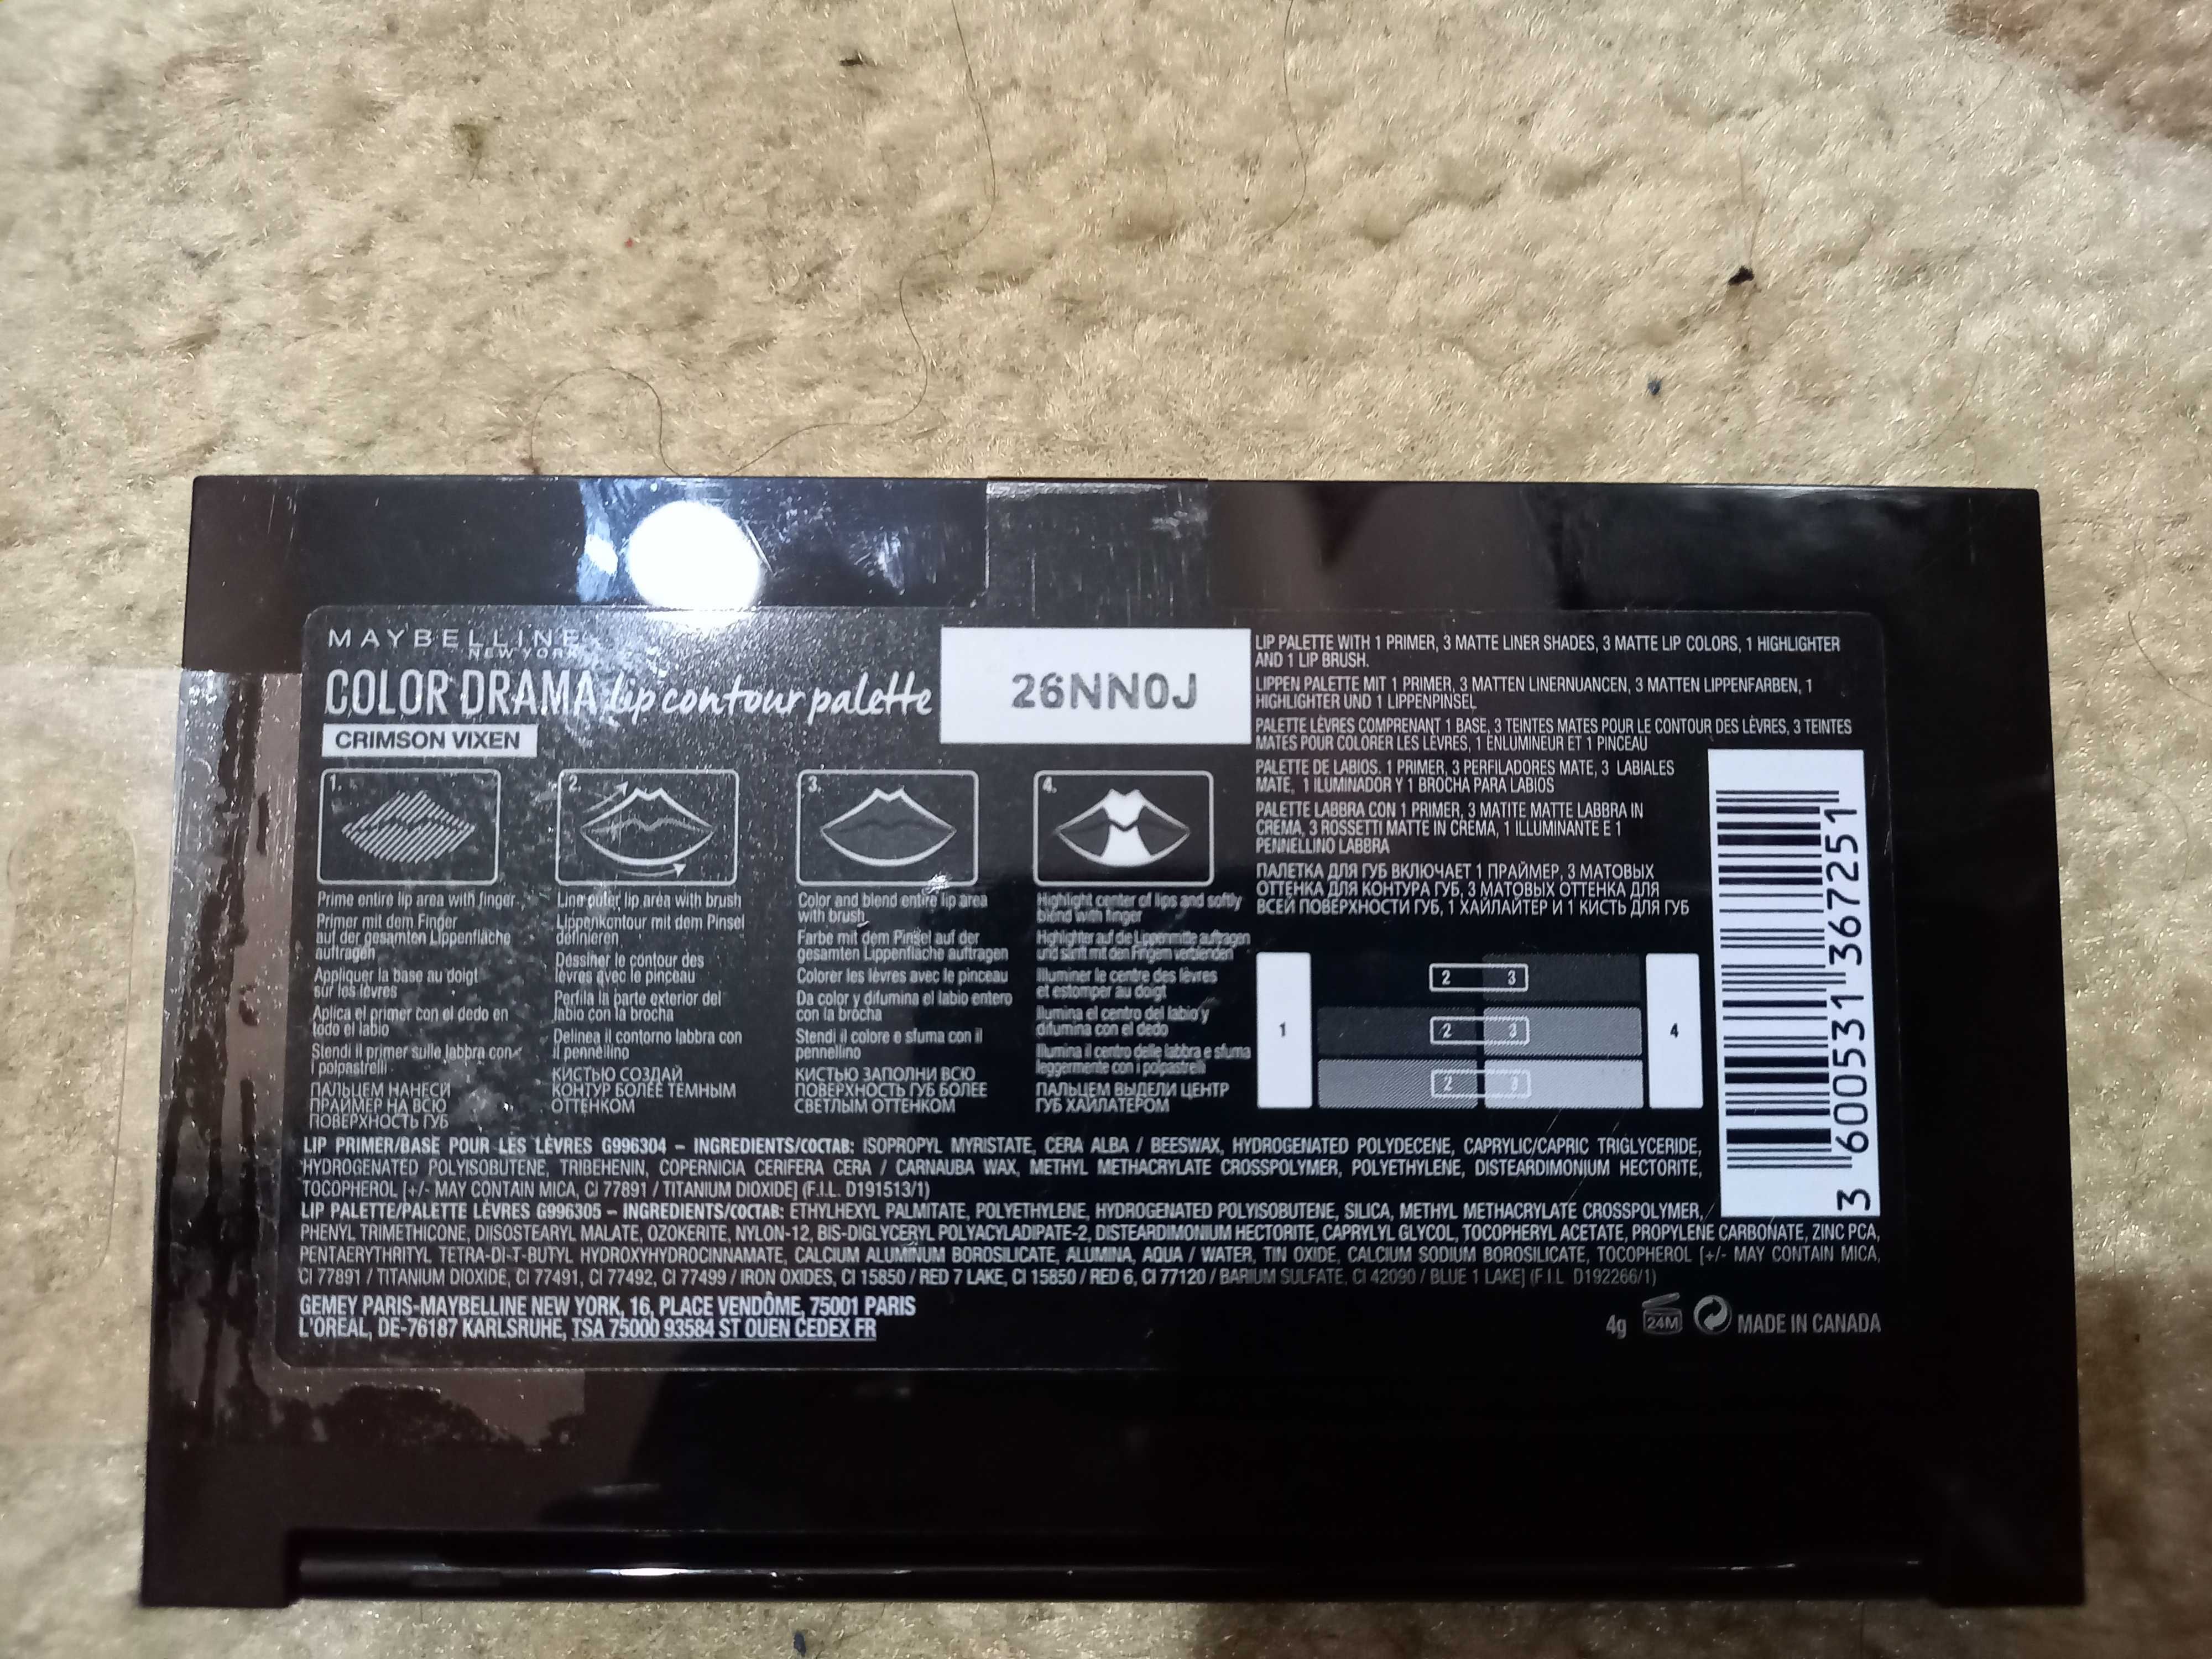 MAYBELLINE
NEW YORK
COLOR DRAMA lip contour palette
CRIMSON VIXEN
26NN0J
1.
Prime entire lip area with finger
Primer mit dem Finger
auf der gesamten Lippenfläche
auftragen
Appliquer la base au doigt
sur les lèvres
Aplica el primer con el dedo en
todo el labio
Stendi il primer sulle labbra con
i polpastrelli
ПАЛЬЦЕМ НАНЕСИ
ПРАЙМЕР НА ВСЮ
ПОВЕРХНОСТЬ ГУБ
2.
Line outer lip area with brush
Lippenkontour mit dem Pinsel
definieren
Dessiner le contour des
lèvres avec le pinceau
Perfila la parte exterior del
labio con la brocha
Delinea il contorno labbra con
il pennellino
КИСТЬЮ СОЗДАЙ
КОНТУР БОЛЕЕ ТЕМНЫМ
ОТТЕНКОМ
3.
Color and blend entire lip area
with brush
Farbe mit dem Pinsel auf der
gesamten Lippenfläche auftragen
Colorer les lèvres avec le pinceau
Da color y difumina el labio entero
con la brocha
Stendi il colore e sfuma con il
pennellino
КИСТЬЮ ЗАПОЛНИ ВСЮ
ПОВЕРХНОСТЬ ГУБ БОЛЕЕ
СВЕТЛЫМ ОТТЕНКОМ
4.
Highlight center of lips and softly
blend with finger
Highlighter auf die Lippenmitte auftragen
und sanft mit den Fingern verblenden
Illuminer le centre des lèvres
et estomper au doigt
Ilumina el centro del labio y
difumina con el dedo
Illumina il centro delle labbra e sfuma
leggermente con i polpastrelli
ПАЛЬЦЕМ ВЫДЕЛИ ЦЕНТР
ГУБ ХАЙЛАТЕРОМ
LIP PALETTE WITH 1 PRIMER, 3 MATTE LINER SHADES, 3 MATTE LIP COLORS, 1 HIGHLIGHTER
AND 1 LIP BRUSH.
LIPPEN PALETTE MIT 1 PRIMER, 3 MATTEN LINERNUANCEN, 3 MATTEN LIPPENFARBEN, 1
HIGHLIGHTER UND 1 LIPPENPINSEL
PALETTE LÈVRES COMPRENANT 1 BASE, 3 TEINTES MATES POUR LE CONTOUR DES LÈVRES, 3 TEINTES
MATES POUR COLORER LES LÈVRES, 1 ENLUMINEUR ET 1 PINCEAU
PALETTE DE LABIOS. 1 PRIMER, 3 PERFILADORES MATE, 3 LABIALES
MATE, 1 ILUMINADOR Y 1 BROCHA PARA LABIOS
PALETTE LABBRA CON 1 PRIMER, 3 MATITE MATTE LABBRA IN
CREMA, 3 ROSSETTI MATTE IN CREMA, 1 ILLUMINANTE E 1
PENNELLINO LABBRA
ПАЛЕТКА ДЛЯ ГУБ ВКЛЮЧАЕТ 1 ПРАЙМЕР, 3 МАТОВЫХ
ОТТЕНКА ДЛЯ КОНТУРА ГУБ, 3 МАТОВЫХ ОТТЕНКА ДЛЯ
ВСЕЙ ПОВЕРХНОСТИ ГУБ, 1 ХАЙЛАЙТЕР И 1 КИСТЬ ДЛЯ ГУБ
1
2 3
2 3
2 3
4
3 600531 367251
LIP PRIMER/BASE POUR LES LÈVRES G996304 – INGREDIENTS/СОСТАВ: ISOPROPYL MYRISTATE, CERA ALBA / BEESWAX, HYDROGENATED POLYDECENE, CAPRYLIC/CAPRIC TRIGLYCERIDE,
HYDROGENATED POLYISOBUTENE, TRIBEHENIN, COPERNICIA CERIFERA CERA / CARNAUBA WAX, METHYL METHACRYLATE CROSSPOLYMER, POLYETHYLENE, DISTEARDIMONIUM HECTORITE,
TOCOPHEROL [+/- MAY CONTAIN MICA, CI 77891 / TITANIUM DIOXIDE] (F.I.L. D191513/1)
LIP PALETTE/PALETTE LÈVRES G996305 – INGREDIENTS/СОСТАВ: ETHYLHEXYL PALMITATE, POLYETHYLENE, HYDROGENATED POLYISOBUTENE, SILICA, METHYL METHACRYLATE CROSSPOLYMER,
PHENYL TRIMETHICONE, DIISOSTEARYL MALATE, OZOKERITE, NYLON-12, BIS-DIGLYCERYL POLYACYLADIPATE-2, DISTEARDIMONIUM HECTORITE, CAPRYLYL GLYCOL, TOCOPHERYL ACETATE, PROPYLENE CARBONATE, ZINC PCA,
PENTAERYTHRITYL TETRA-DI-T-BUTYL HYDROXYHYDROCINNAMATE, CALCIUM ALUMINUM BOROSILICATE, ALUMINA, AQUA / WATER, TIN OXIDE, CALCIUM SODIUM BOROSILICATE, TOCOPHEROL [+/- MAY CONTAIN MICA,
CI 77891 / TITANIUM DIOXIDE, CI 77491, CI 77492, CI 77499 / IRON OXIDES, CI 15850 / RED 7 LAKE, CI 15850 / RED 6, CI 77120 / BARIUM SULFATE, CI 42090 / BLUE 1 LAKE] (F.I.L D192266/1)
GEMEY PARIS-MAYBELLINE NEW YORK, 16, PLACE VENDÔME, 75001 PARIS
L'ORÉAL, DE-76187 KARLSRUHE, TSA 75000 93584 ST OUEN CEDEX FR
4g 24M MADE IN CANADA